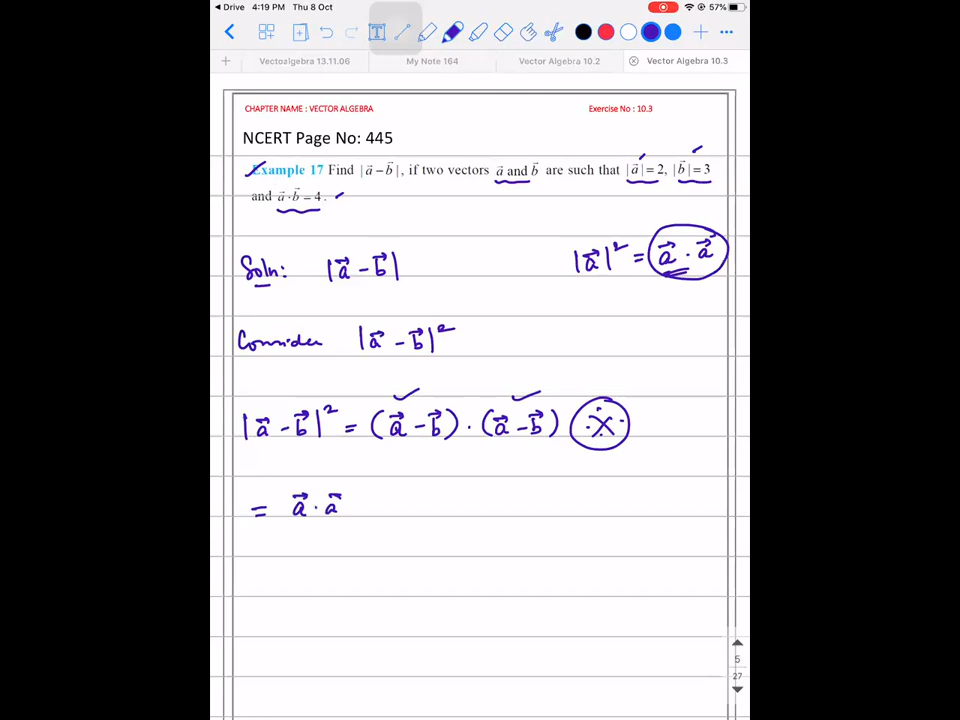 Drive 4:19 PM Thu 8 Oct 57%
Vectoalgebra 13.11.06 My Note 164 Vector Algebra 10.2 Vector Algebra 10.3
CHAPTER NAME : VECTOR ALGEBRA Exercise No : 10.3
NCERT Page No: 445
Example 17 Find |a⃗ − b⃗|, if two vectors a⃗ and b⃗ are such that |a⃗| = 2, |b⃗| = 3
and a⃗ · b⃗ = 4.
Soln: |a⃗ − b⃗| |a⃗|² = a⃗ · a⃗
Consider |a⃗ − b⃗|²
|a⃗ − b⃗|² = (a⃗ − b⃗) · (a⃗ − b⃗) X
= a⃗ · a⃗
5
27